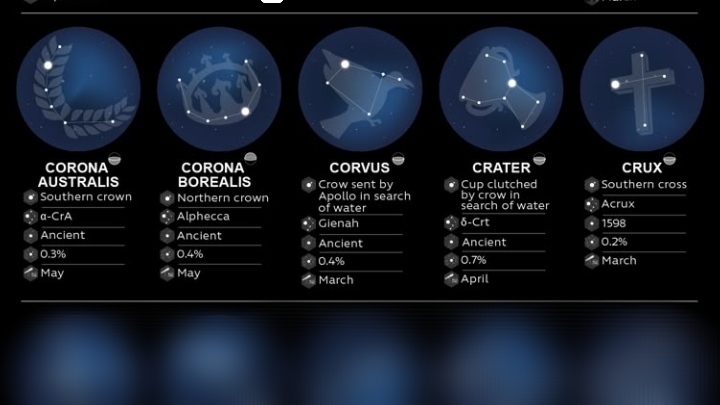 CORONA
AUSTRALIS
Southern crown
α-CrA
Ancient
0.3%
May
CORONA
BOREALIS
Northern crown
Alphecca
Ancient
0.4%
May
CORVUS
Crow sent by
Apollo in search
of water
Gienah
Ancient
0.4%
March
CRATER
Cup clutched
by crow in
search of water
δ-Crt
Ancient
0.7%
April
CRUX
Southern cross
Acrux
1598
0.2%
March